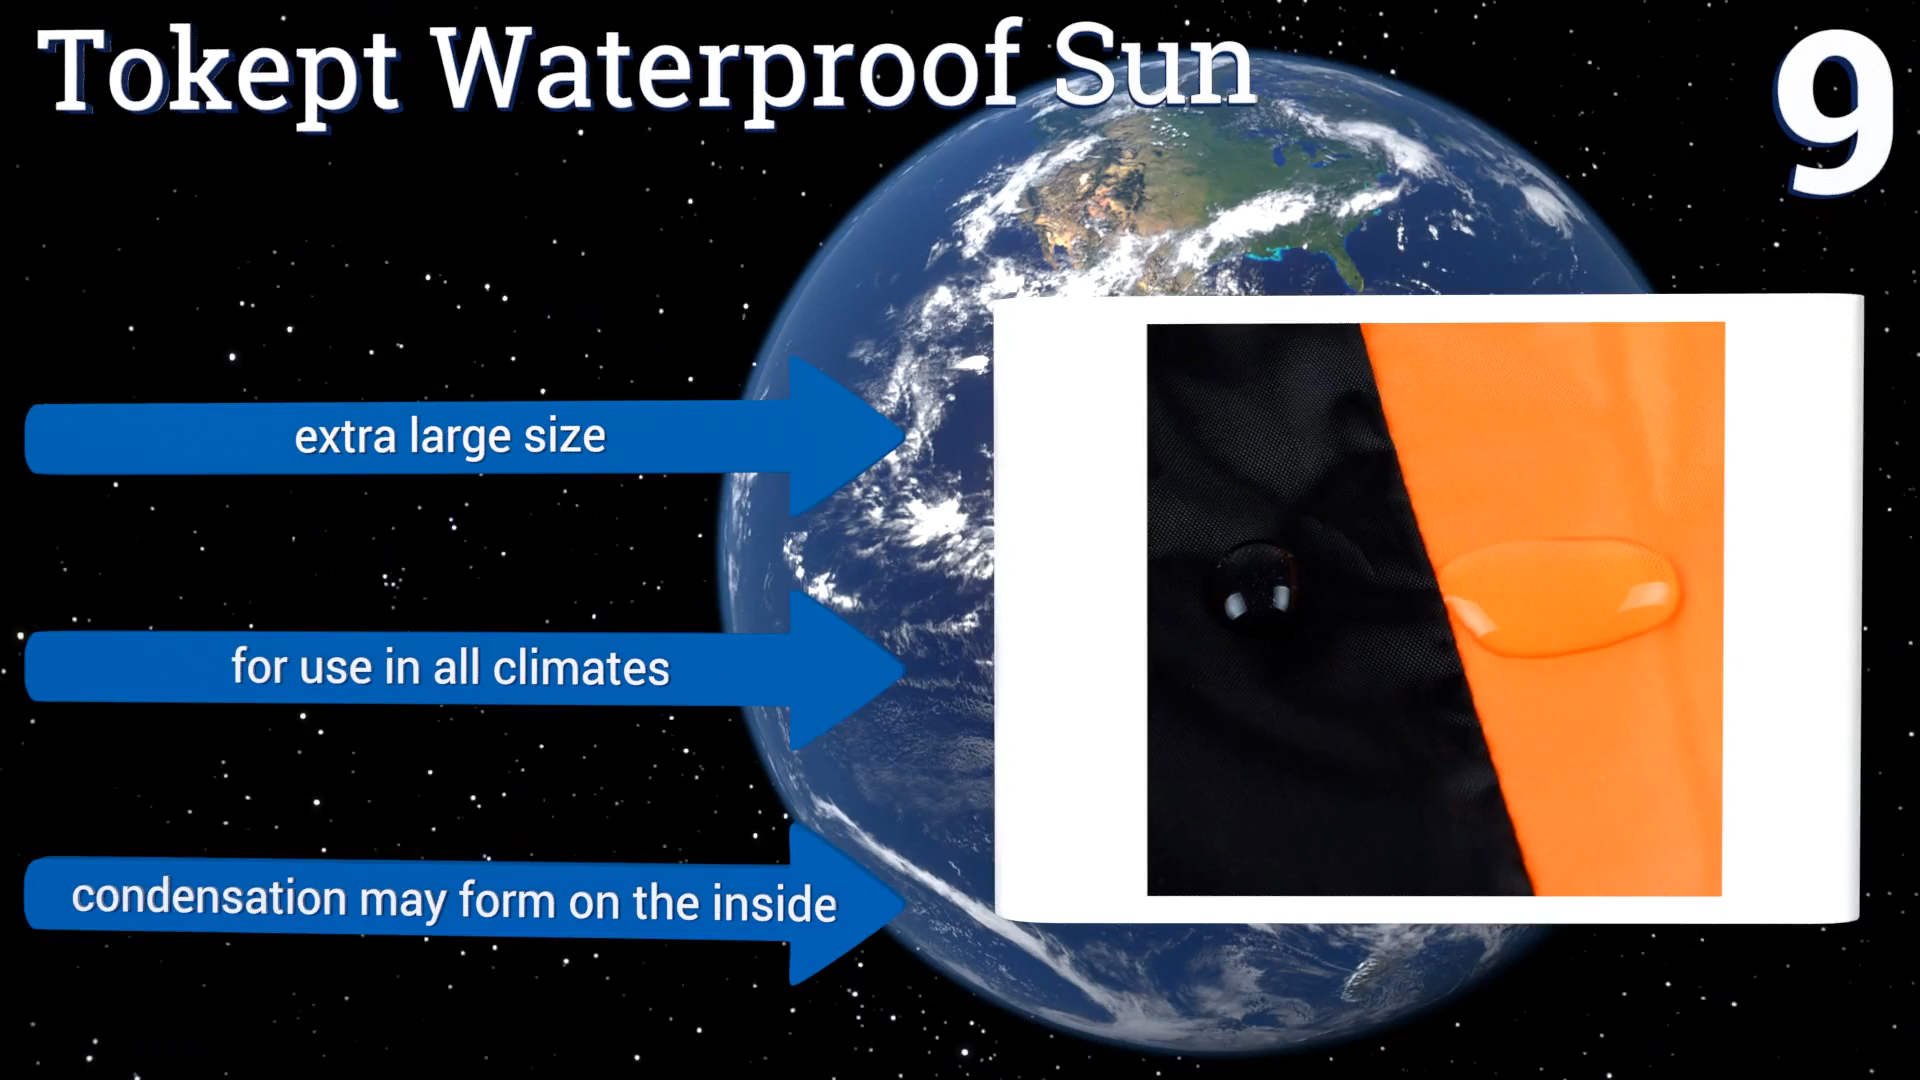 Tokept Waterproof Sun
9
extra large size
for use in all climates
condensation may form on the inside